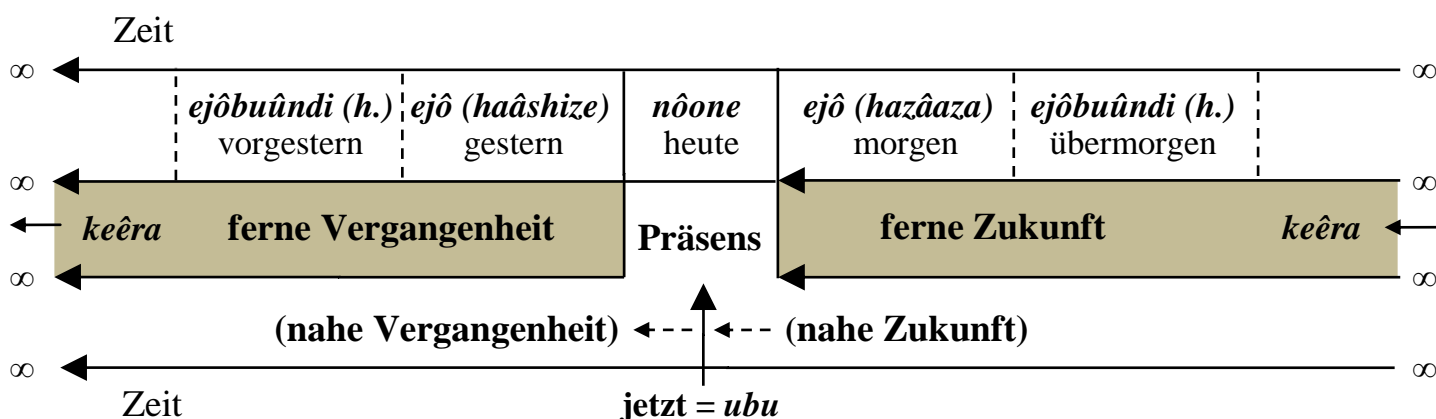 Zeit
∞ ∞
ejôbuûndi (h.) ejô (haâshize) nôone ejô (hazâaza) ejôbuûndi (h.)
vorgestern gestern heute morgen übermorgen
∞ ∞
keêra ferne Vergangenheit Präsens ferne Zukunft keêra
∞ ∞
(nahe Vergangenheit) (nahe Zukunft)
∞ ∞
Zeit jetzt = ubu